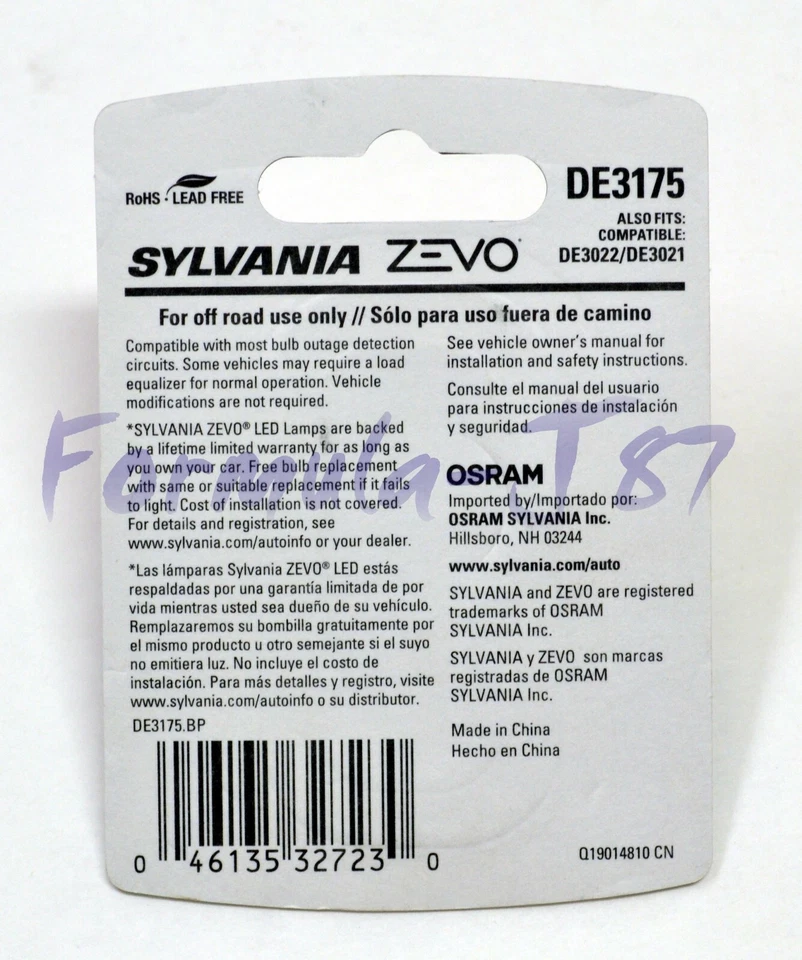 RoHS · LEAD FREE
DE3175
ALSO FITS:
COMPATIBLE:
DE3022/DE3021
SYLVANIA ZEVO®
For off road use only // Sólo para uso fuera de camino
Compatible with most bulb outage detection
circuits. Some vehicles may require a load
equalizer for normal operation. Vehicle
modifications are not required.
*SYLVANIA ZEVO® LED Lamps are backed
by a lifetime limited warranty for as long as
you own your car. Free bulb replacement
with same or suitable replacement if it fails
to light. Cost of installation is not covered.
For details and registration, see
www.sylvania.com/autoinfo or your dealer.
*Las lámparas Sylvania ZEVO® LED estás
respaldadas por una garantía limitada de por
vida mientras usted sea dueño de su vehículo.
Remplazaremos su bombilla gratuitamente por
el mismo producto u otro semejante si el suyo
no emitiera luz. No incluye el costo de
instalación. Para más detalles y registro, visite
www.sylvania.com/autoinfo o su distributor.
DE3175.BP
0 46135 32723 0
See vehicle owner's manual for
installation and safety instructions.
Consulte el manual del usuario
para instrucciones de instalación
y seguridad.
OSRAM
Imported by/Importado por:
OSRAM SYLVANIA Inc.
Hillsboro, NH 03244
www.sylvania.com/auto
SYLVANIA and ZEVO are registered
trademarks of OSRAM
SYLVANIA Inc.
SYLVANIA y ZEVO son marcas
registradas de OSRAM
SYLVANIA Inc.
Made in China
Hecho en China
Q19014810 CN
Formula JT87